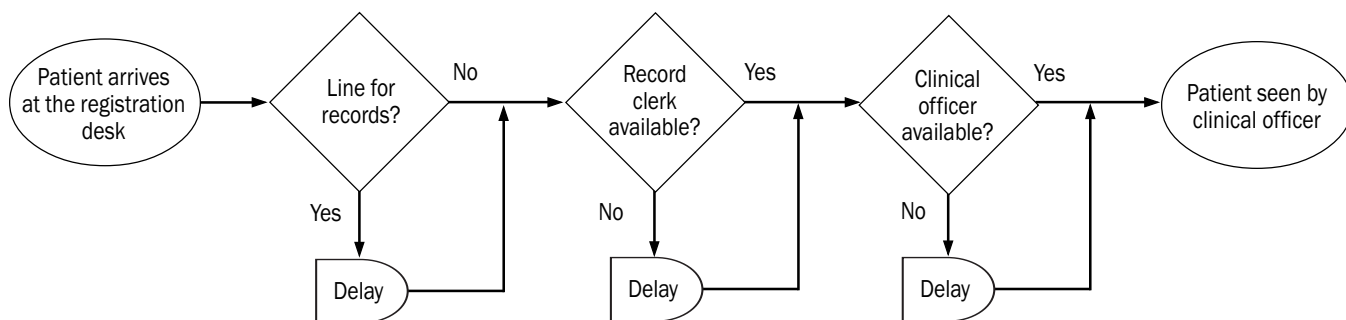 Patient arrives
at the registration
desk
Line for
records?
No
Yes
Delay
Record
clerk
available?
Yes
No
Delay
Clinical
officer
available?
Yes
No
Delay
Patient seen by
clinical officer